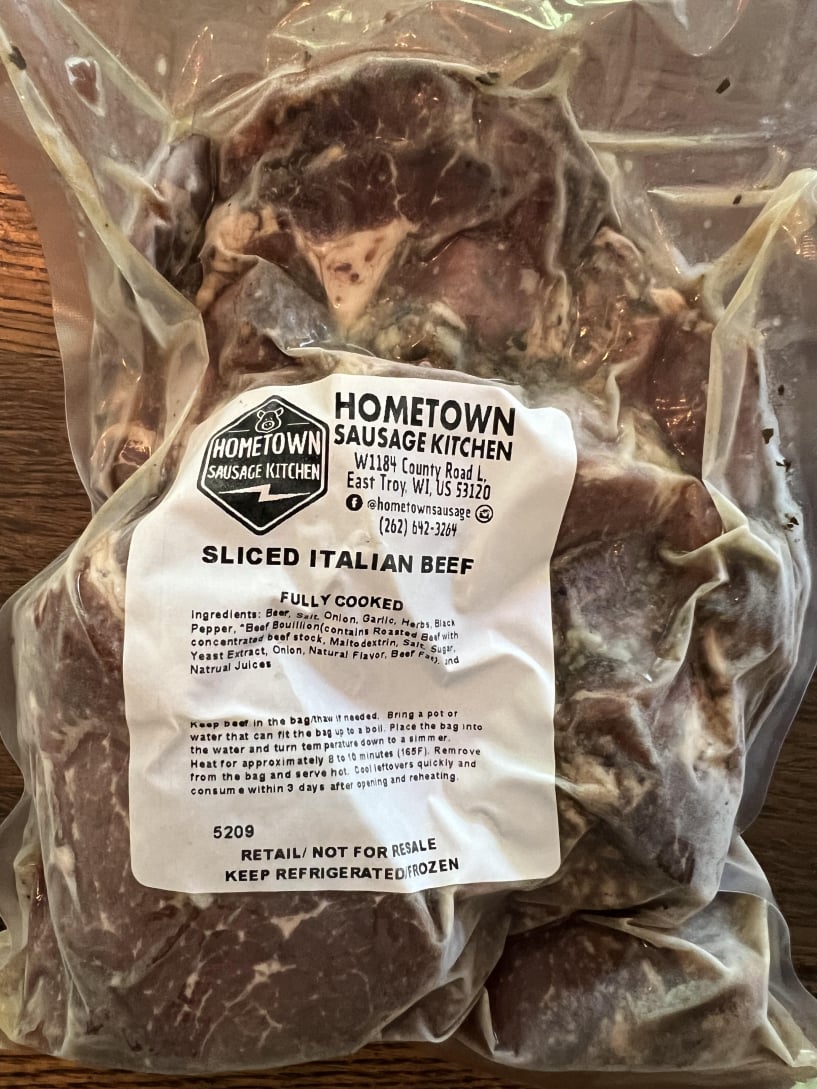 HOMETOWN
SAUSAGE KITCHEN
HOMETOWN
SAUSAGE KITCHEN
W1184 County Road L,
East Troy, WI, US 53120
@hometownsausage
(262) 642-3264
SLICED ITALIAN BEEF
FULLY COOKED
Ingredients: Beer, Salt, Onion, Garlic, Herbs, Black
Pepper, *Beef Bouillion(contains Roasted Beef with
concentrated beef stock, Maltodextrin, Salt, Sugar,
Yeast Extract, Onion, Natural Flavor, Beef Fat), and
Natrual Juices
Keep beef in the bag/thaw if needed. Bring a pot or
water that can fit the bag up to a boil. Place the bag into
the water and turn temperature down to a simmer.
Heat for approximately 8 to 10 minutes (165F). Remrove
from the bag and serve hot. Cool leftovers quickly and
consume within 3 days after opening and reheating.
5209
RETAIL/ NOT FOR RESALE
KEEP REFRIGERATED/FROZEN